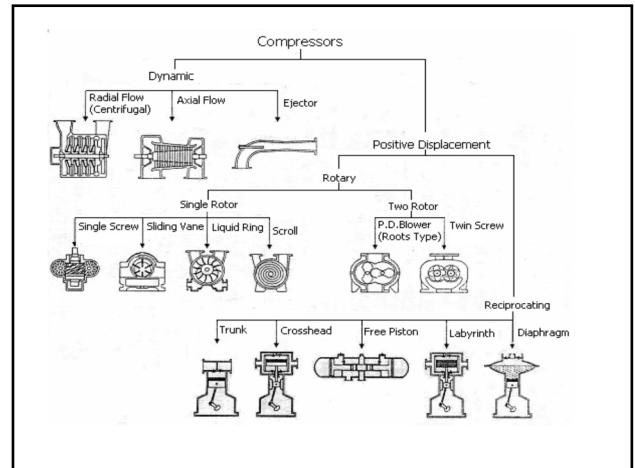 Compressors
Dynamic
Radial Flow
(Centrifugal)
Axial Flow
Ejector
Positive Displacement
Rotary
Single Rotor
Two Rotor
Single Screw
Sliding Vane
Liquid Ring
Scroll
P.D.Blower
(Roots Type)
Twin Screw
Reciprocating
Trunk
Crosshead
Free Piston
Labyrinth
Diaphragm